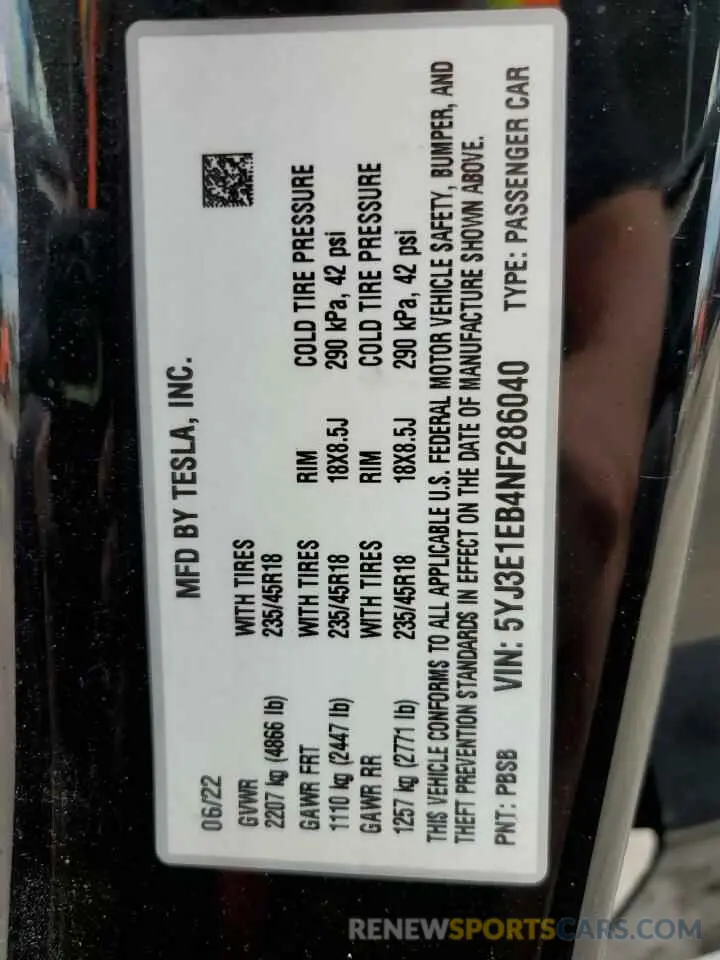 MFD BY TESLA, INC.
06/22
GVWR WITH TIRES
2207 kg (4866 lb) 235/45R18
GAWR FRT WITH TIRES RIM COLD TIRE PRESSURE
1110 kg (2447 lb) 235/45R18 18X8.5J 290 kPa, 42 psi
GAWR RR WITH TIRES RIM COLD TIRE PRESSURE
1257 kg (2771 lb) 235/45R18 18X8.5J 290 kPa, 42 psi
THIS VEHICLE CONFORMS TO ALL APPLICABLE U.S. FEDERAL MOTOR VEHICLE SAFETY, BUMPER, AND
THEFT PREVENTION STANDARDS IN EFFECT ON THE DATE OF MANUFACTURE SHOWN ABOVE.
PNT: PBSB VIN: 5YJ3E1EB4NF286040 TYPE: PASSENGER CAR
RENEWSPORTSCARS.COM